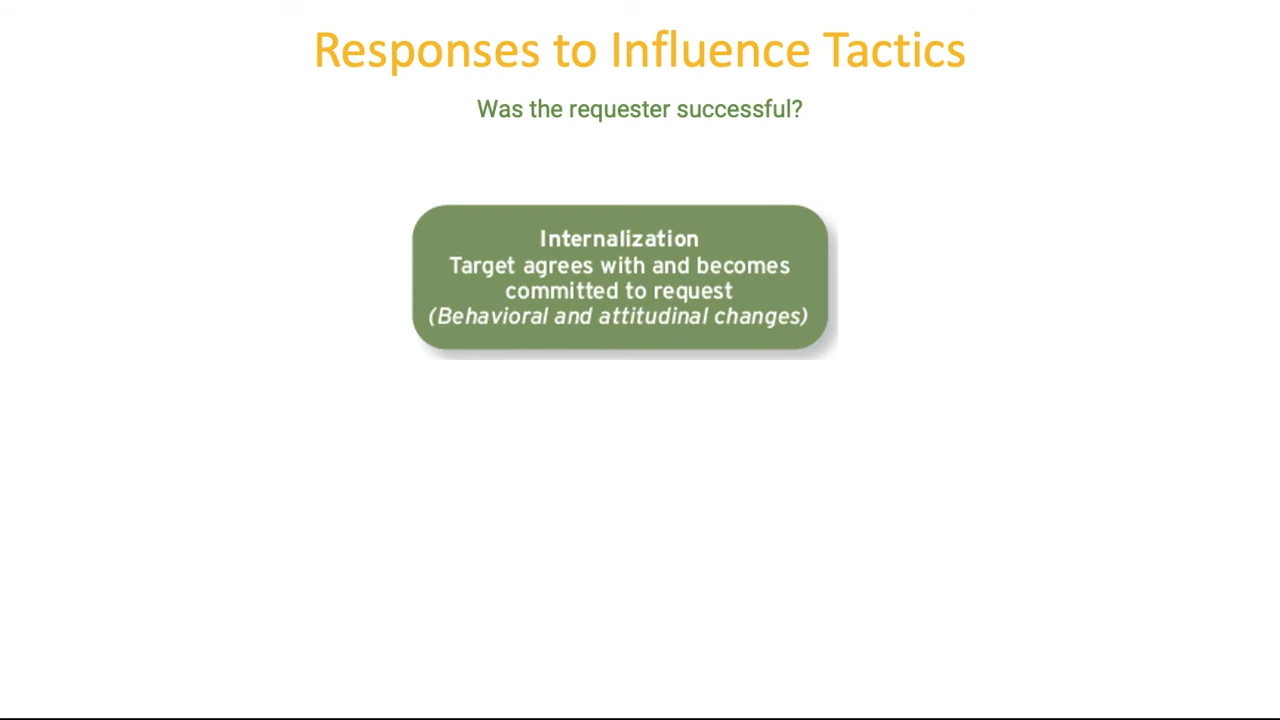 Responses to Influence Tactics
Was the requester successful?
Internalization
Target agrees with and becomes
committed to request
(Behavioral and attitudinal changes)